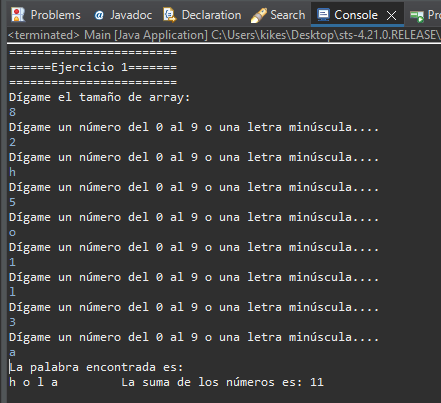 Problems @ Javadoc Declaration Search Console Pro
<terminated> Main [Java Application] C:\Users\kikes\Desktop\sts-4.21.0.RELEASE\
========================
======Ejercicio 1=======
========================
Dígame el tamaño de array:
8
Dígame un número del 0 al 9 o una letra minúscula....
2
Dígame un número del 0 al 9 o una letra minúscula....
h
Dígame un número del 0 al 9 o una letra minúscula....
5
Dígame un número del 0 al 9 o una letra minúscula....
o
Dígame un número del 0 al 9 o una letra minúscula....
1
Dígame un número del 0 al 9 o una letra minúscula....
l
Dígame un número del 0 al 9 o una letra minúscula....
3
Dígame un número del 0 al 9 o una letra minúscula....
a
La palabra encontrada es:
h o l a La suma de los números es: 11